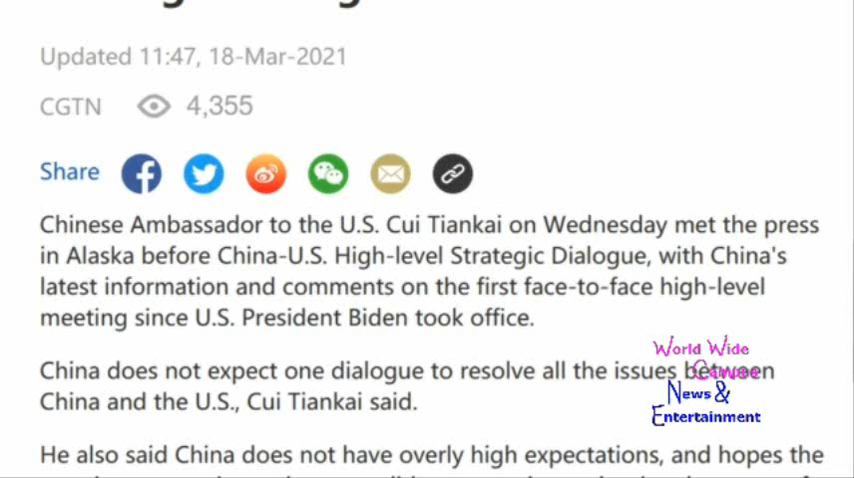 Updated 11:47, 18-Mar-2021
CGTN 4,355
Share
Chinese Ambassador to the U.S. Cui Tiankai on Wednesday met the press
in Alaska before China-U.S. High-level Strategic Dialogue, with China's
latest information and comments on the first face-to-face high-level
meeting since U.S. President Biden took office.
World Wide
China does not expect one dialogue to resolve all the issues between
China and the U.S., Cui Tiankai said.
News &
Entertainment
He also said China does not have overly high expectations, and hopes the